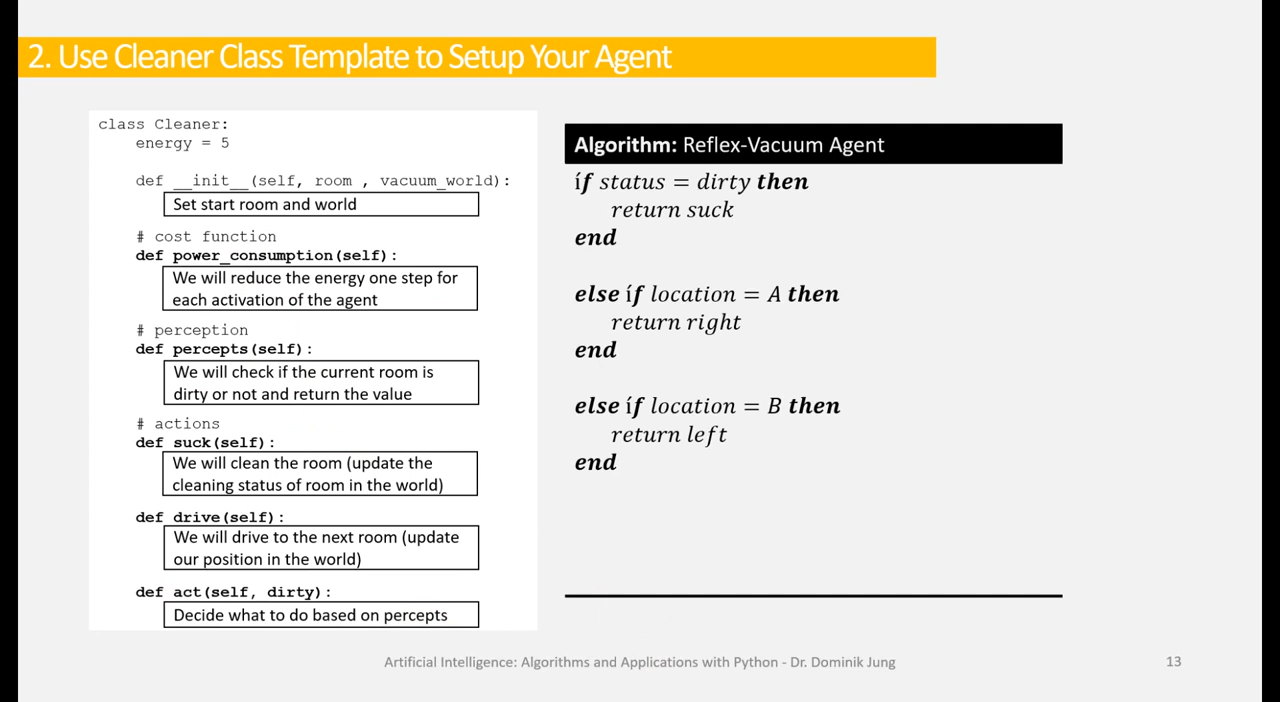 2. Use Cleaner Class Template to Setup Your Agent
class Cleaner:
energy = 5
def __init__(self, room , vacuum_world):
Set start room and world
# cost function
def power_consumption(self):
We will reduce the energy one step for
each activation of the agent
# perception
def percepts(self):
We will check if the current room is
dirty or not and return the value
# actions
def suck(self):
We will clean the room (update the
cleaning status of room in the world)
def drive(self):
We will drive to the next room (update
our position in the world)
def act(self, dirty):
Decide what to do based on percepts
Algorithm: Reflex-Vacuum Agent
íf status = dirty then
return suck
end
else íf location = A then
return right
end
else íf location = B then
return left
end
Artificial Intelligence: Algorithms and Applications with Python - Dr. Dominik Jung
13